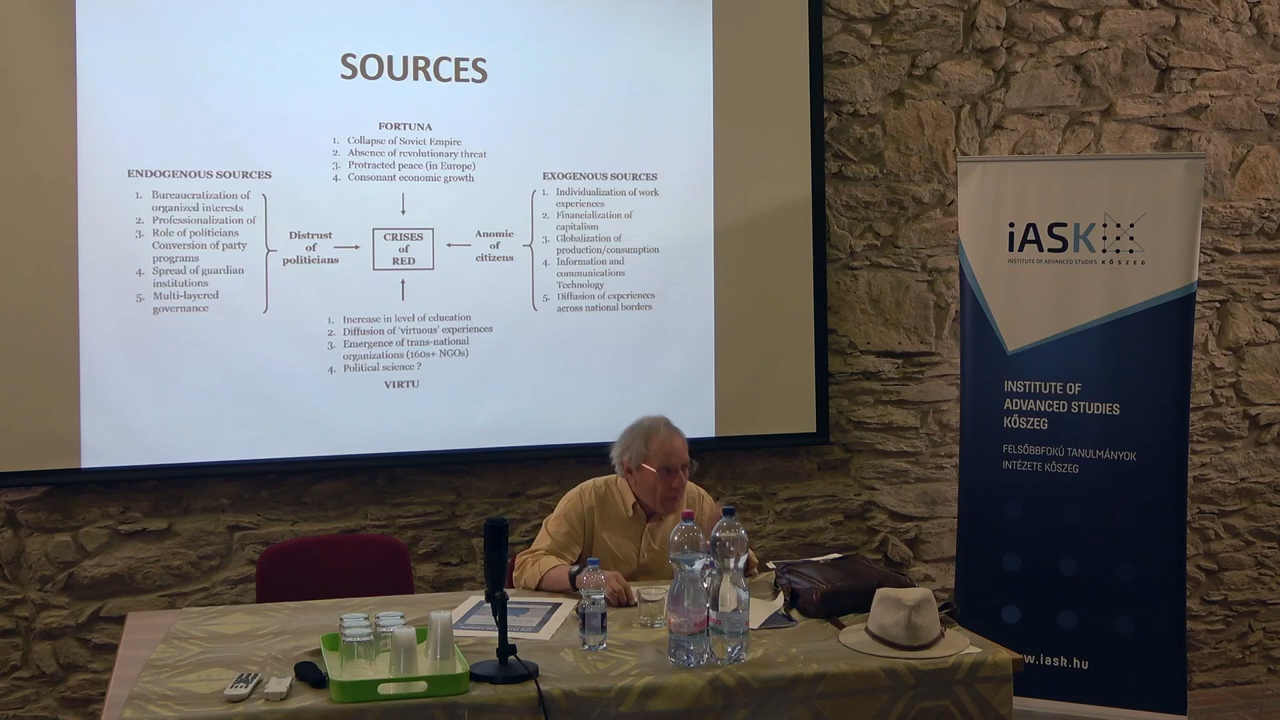 SOURCES
FORTUNA
1. Collapse of Soviet Empire
2. Absence of revolutionary threat
3. Protracted peace (in Europe)
4. Consonant economic growth
ENDOGENOUS SOURCES
1. Bureaucratization of
organized interests
2. Professionalization of
3. Role of politicians
Conversion of party
programs
4. Spread of guardian
institutions
5. Multi-layered
governance
Distrust
of
politicians
CRISES
of
RED
Anomic
of
citizens
EXOGENOUS SOURCES
1. Individualization of work
experiences
2. Financialization of
capitalism
3. Globalization of
production/consumption
4. Information and
communications
Technology
5. Diffusion of experiences
across national borders
1. Increase in level of education
2. Diffusion of 'virtuous' experiences
3. Emergence of trans-national
organizations (160s+ NGOs)
4. Political science ?
VIRTU
iASK
INSTITUTE OF ADVANCED STUDIES KŐSZEG
INSTITUTE OF
ADVANCED STUDIES
KŐSZEG
FELSŐBBFOKÚ TANULMÁNYOK
INTÉZETE KŐSZEG
w.iask.hu